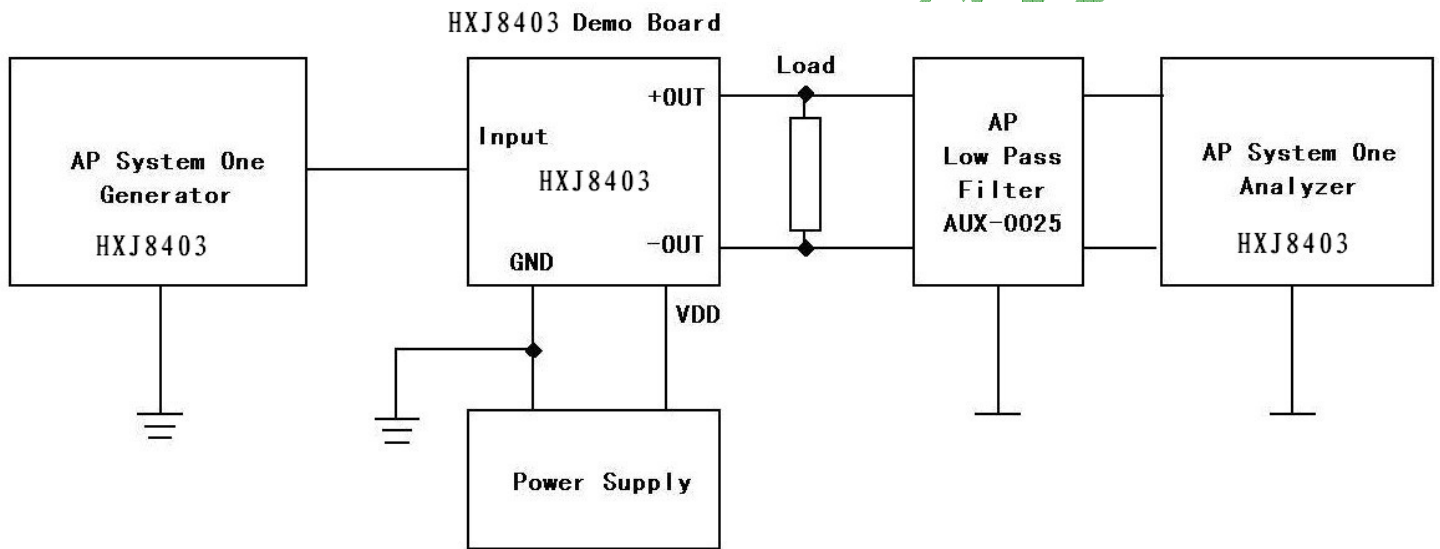 HXJ8403 Demo Board
AP System One
Generator
HXJ8403
Input
HXJ8403
+OUT
-OUT
GND
VDD
Load
AP
Low Pass
Filter
AUX-0025
AP System One
Analyzer
HXJ8403
Power Supply